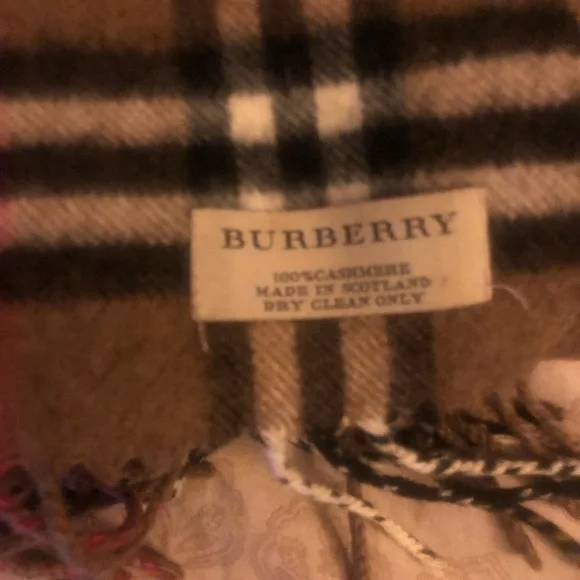 BURBERRY
100%CASHMERE
MADE IN SCOTLAND
DRY CLEAN ONLY